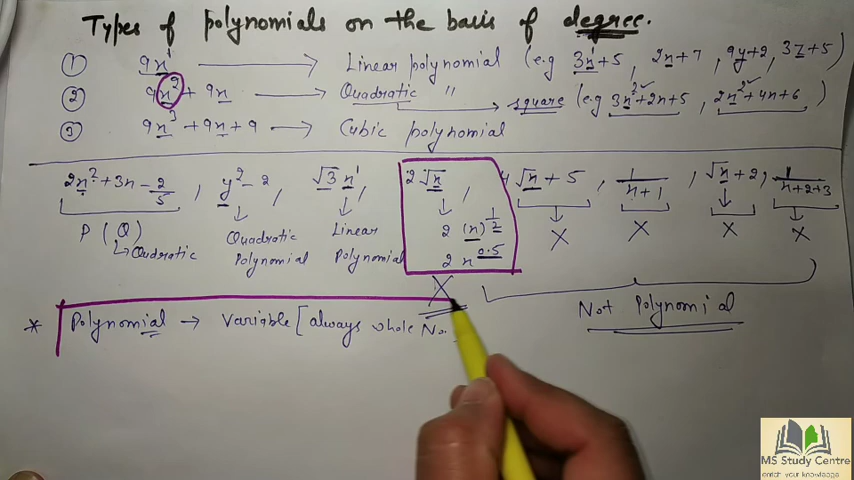 Types of polynomials on the basis of degree.
① 9x¹ → Linear polynomial (e.g 3x¹+5, 2x+7, 9y+2, 3z+5)
② 9x² + 9x → Quadratic " → square (e.g 3x²+2x+5, 2x²+4x+6)
③ 9x³ + 9x + 9 → Cubic polynomial
2x² + 3x - 2/5, y² - 2, √3 x¹, 2 √x, 4 √x + 5, 1/x+1, √x + 2, 1/x+2+3
P (Q) Quadratic
Quadratic Polynomial
Linear Polynomial
2 (x)^1/2
2 x^0.5
X X X X X
Not Polynomial
* Polynomial → Variable [always whole No.
MS Study Centre
enrich your knowledge